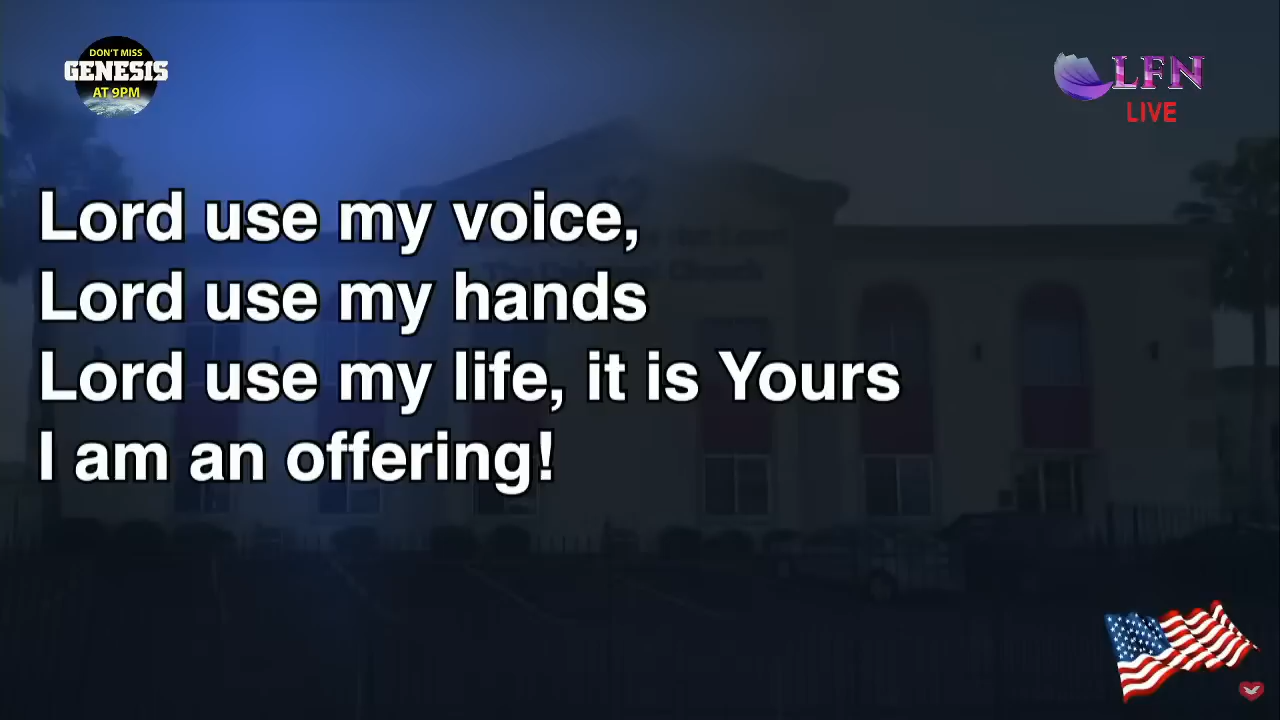 DON'T MISS
GENESIS
AT 9PM
LFN
LIVE
Lord use my voice,
Lord use my hands
Lord use my life, it is Yours
I am an offering!